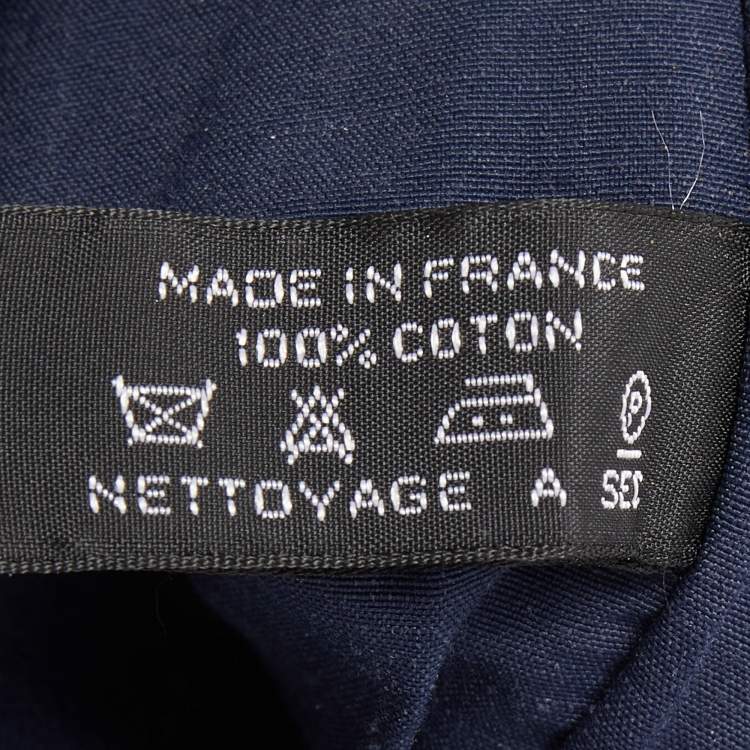 MADE IN FRANCE
100% COTON
P
NETTOYAGE A SEC